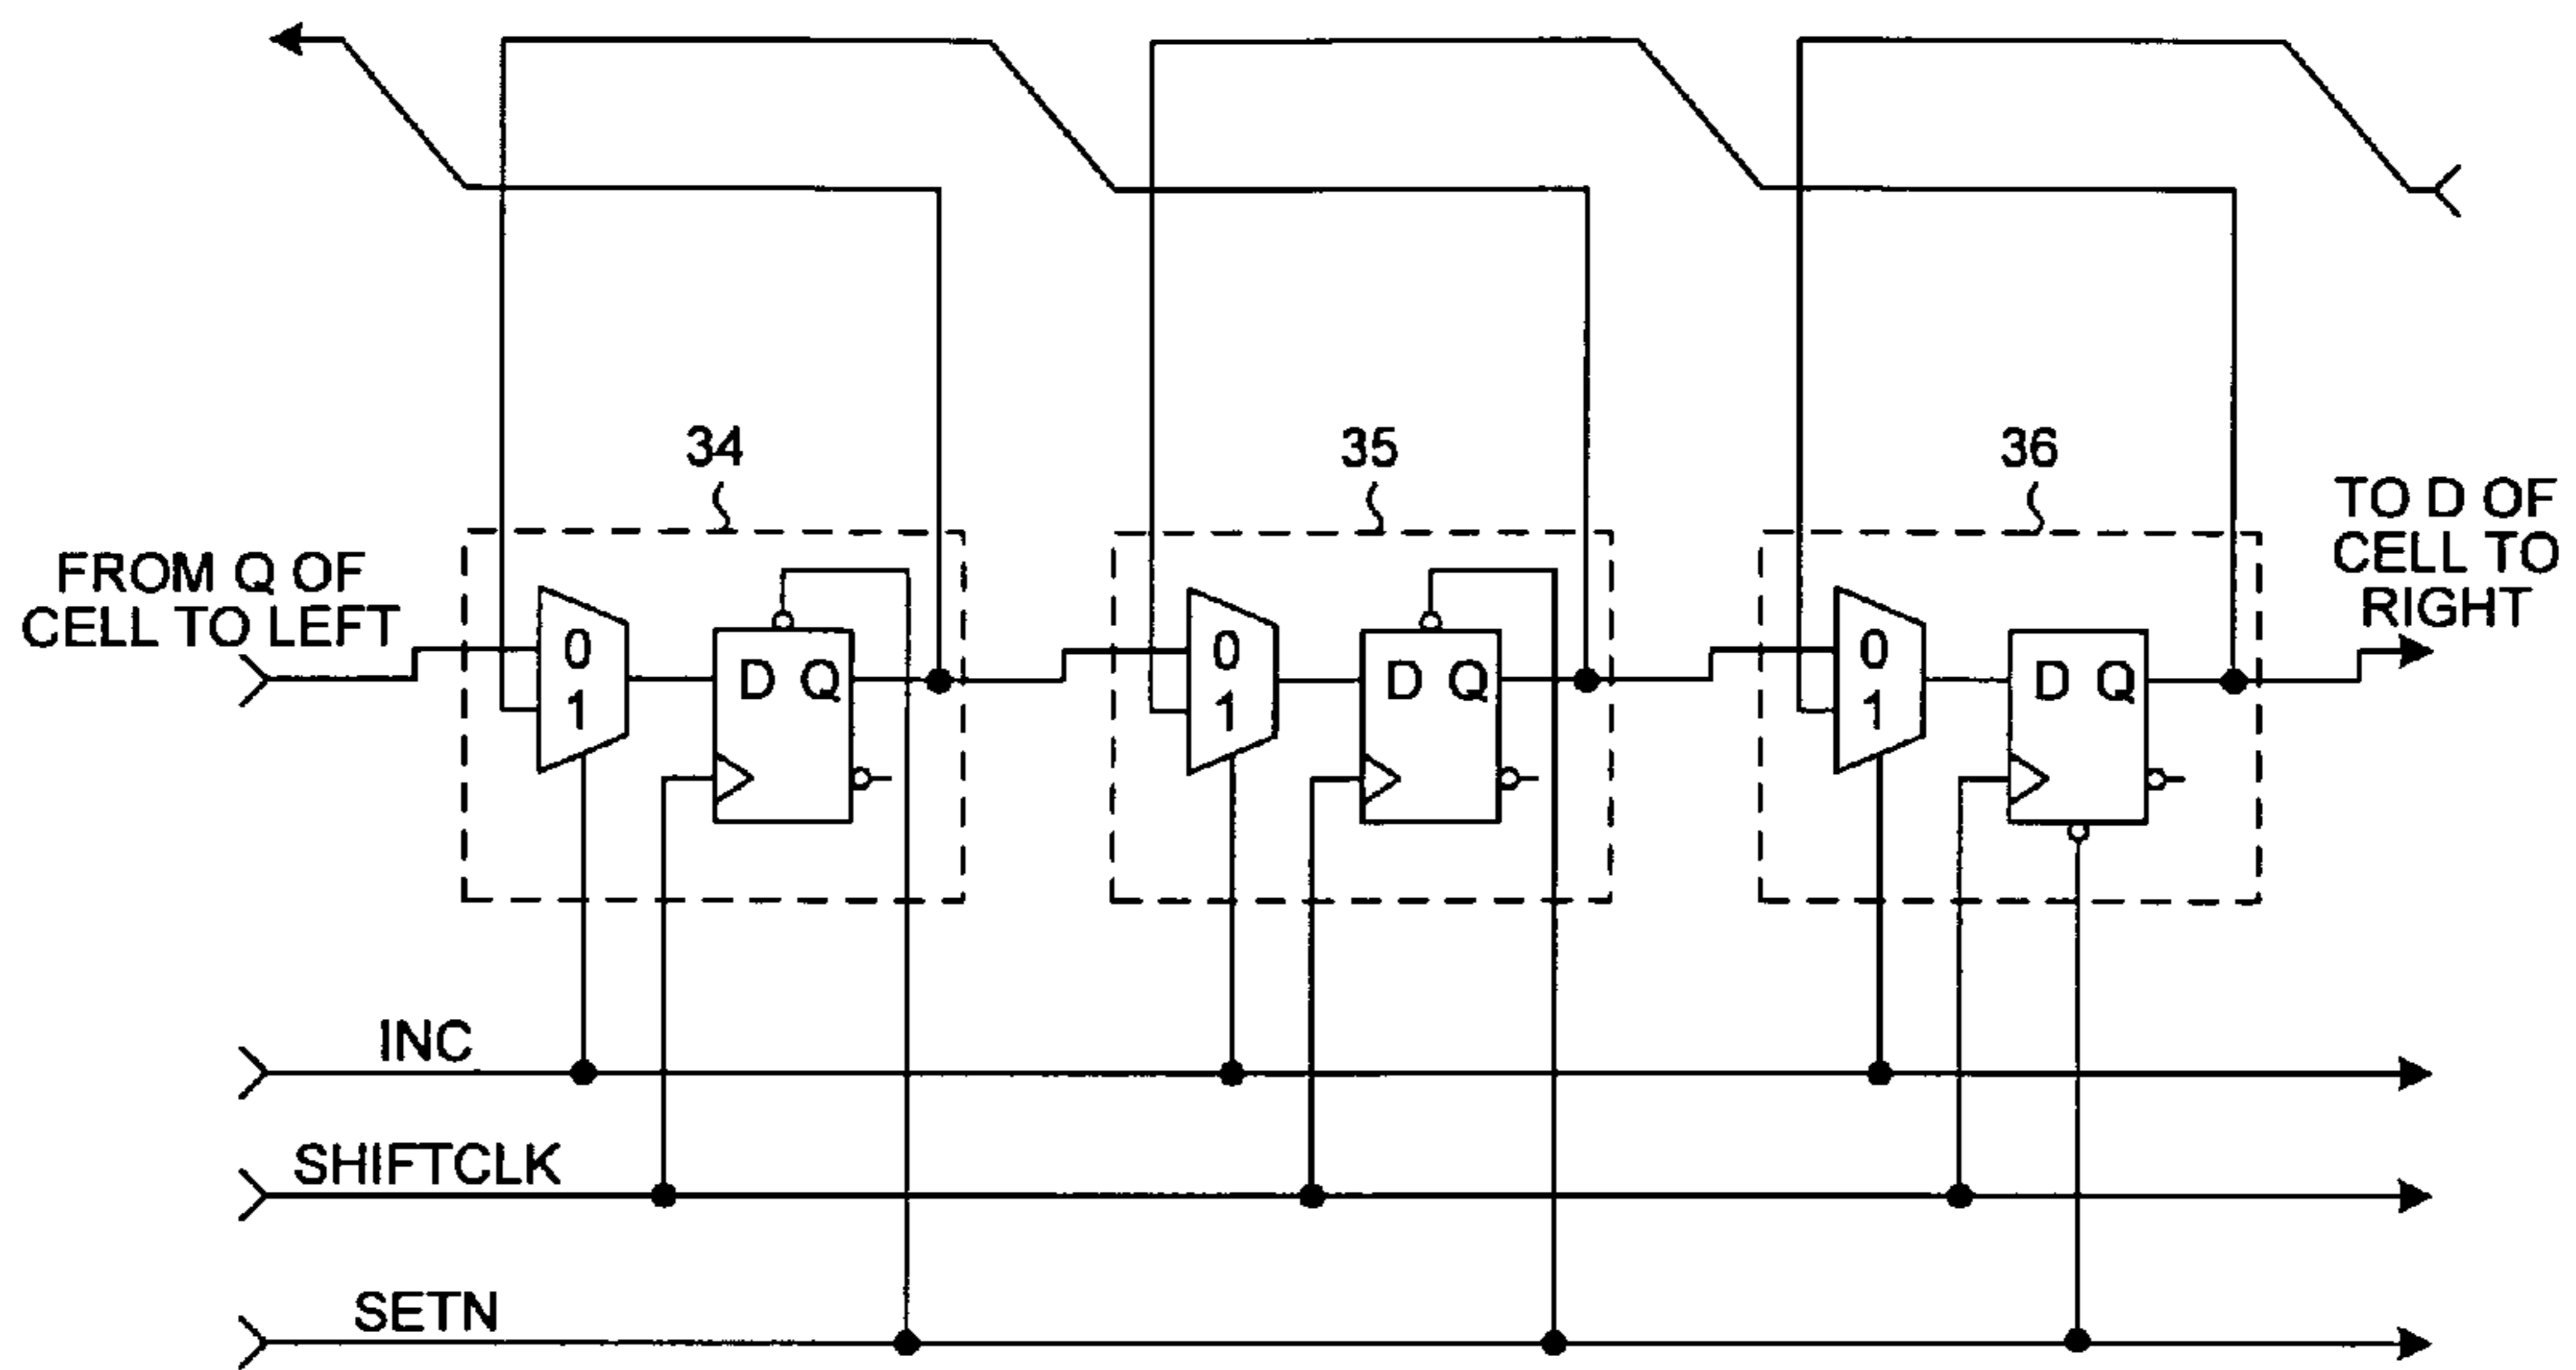 34
35
36
FROM Q OF
CELL TO LEFT
TO D OF
CELL TO
RIGHT
0
1
D Q
0
1
D Q
0
1
D Q
INC
SHIFTCLK
SETN